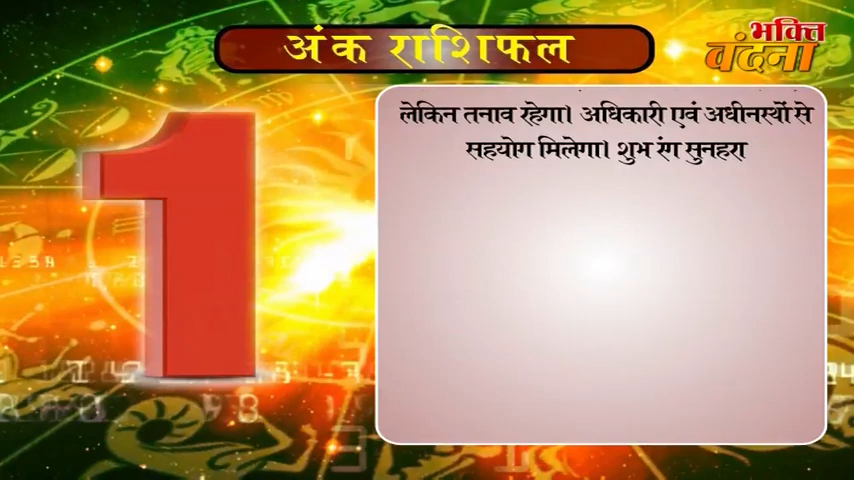 अंक राशिफल
भक्ति
वंदना
1
लेकिन तनाव रहेगा। अधिकारी एवं अधीनस्थों से
सहयोग मिलेगा। शुभ रंग सुनहरा